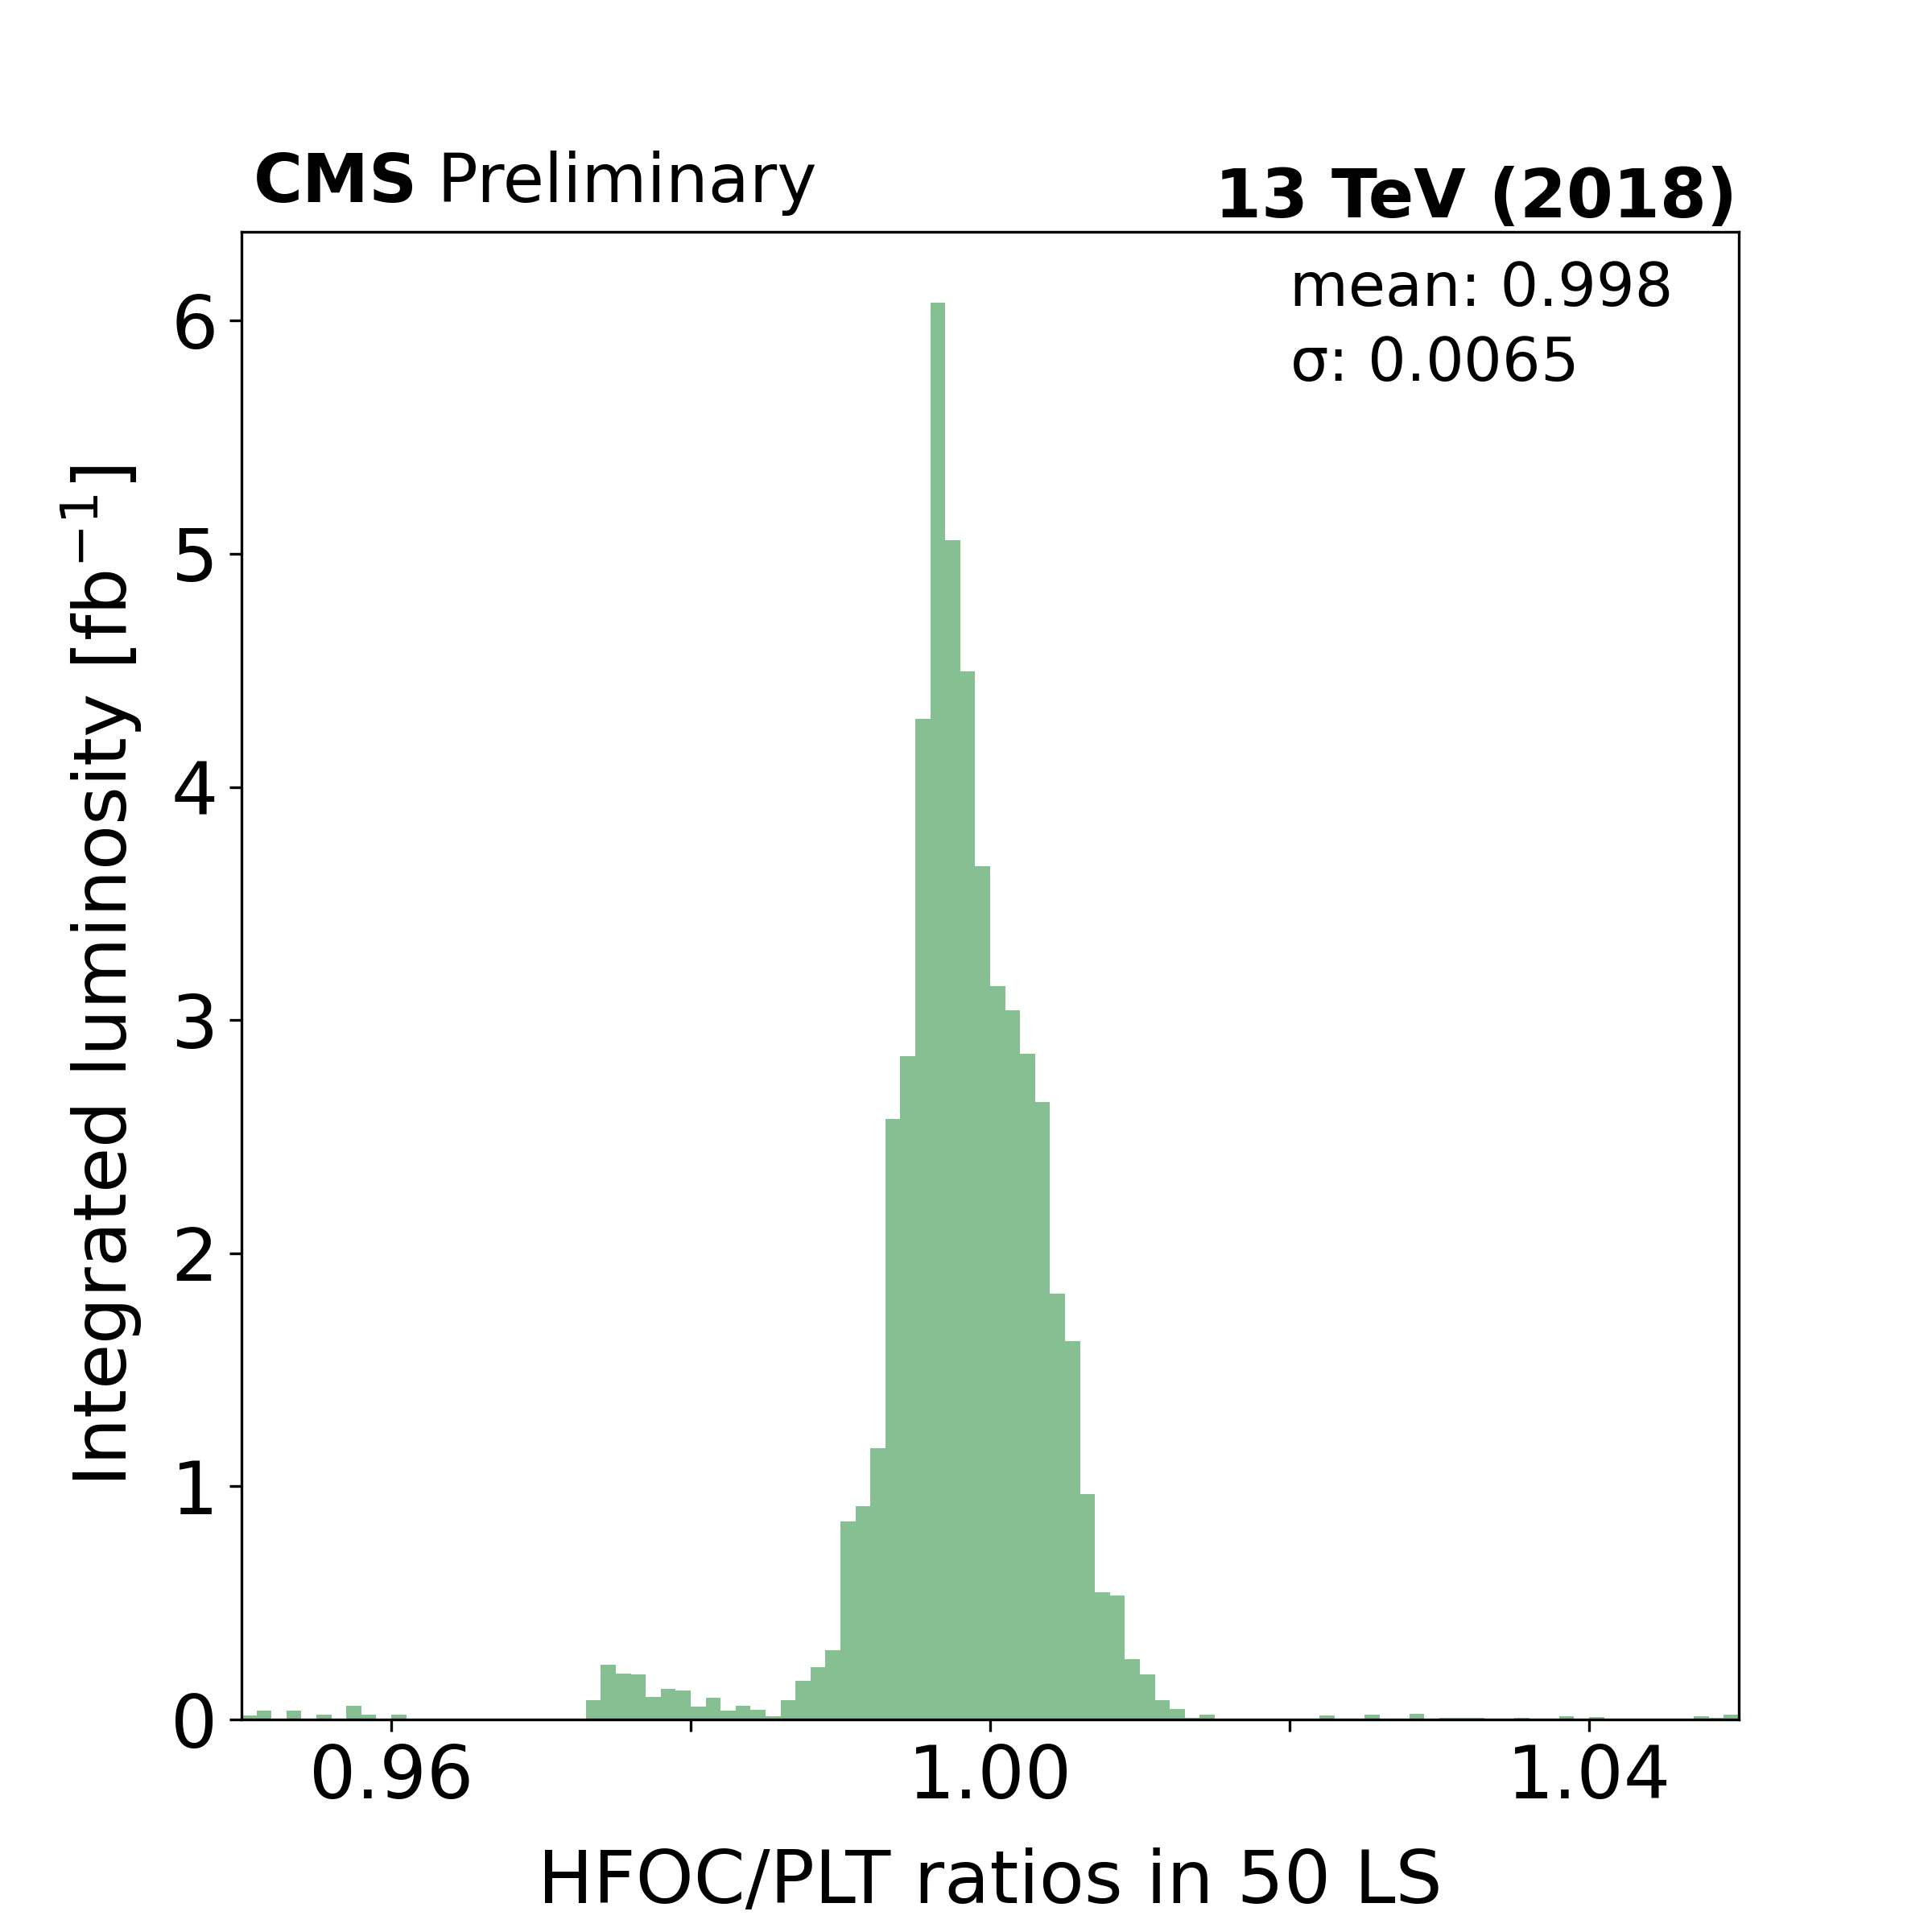 CMS Preliminary
13 TeV (2018)
mean: 0.998
σ: 0.0065
Integrated luminosity [fb⁻¹]
6
5
4
3
2
1
0
0.96 1.00 1.04
HFOC/PLT ratios in 50 LS